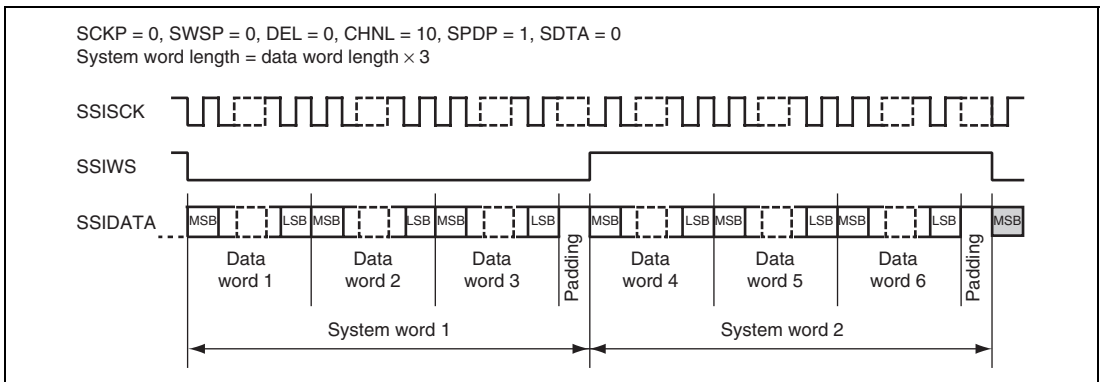 SCKP = 0, SWSP = 0, DEL = 0, CHNL = 10, SPDP = 1, SDTA = 0
System word length = data word length × 3
SSISCK
SSIWS
SSIDATA
MSB LSB MSB LSB MSB LSB MSB LSB MSB LSB MSB LSB MSB
Data word 1
Data word 2
Data word 3
Padding
Data word 4
Data word 5
Data word 6
Padding
System word 1
System word 2